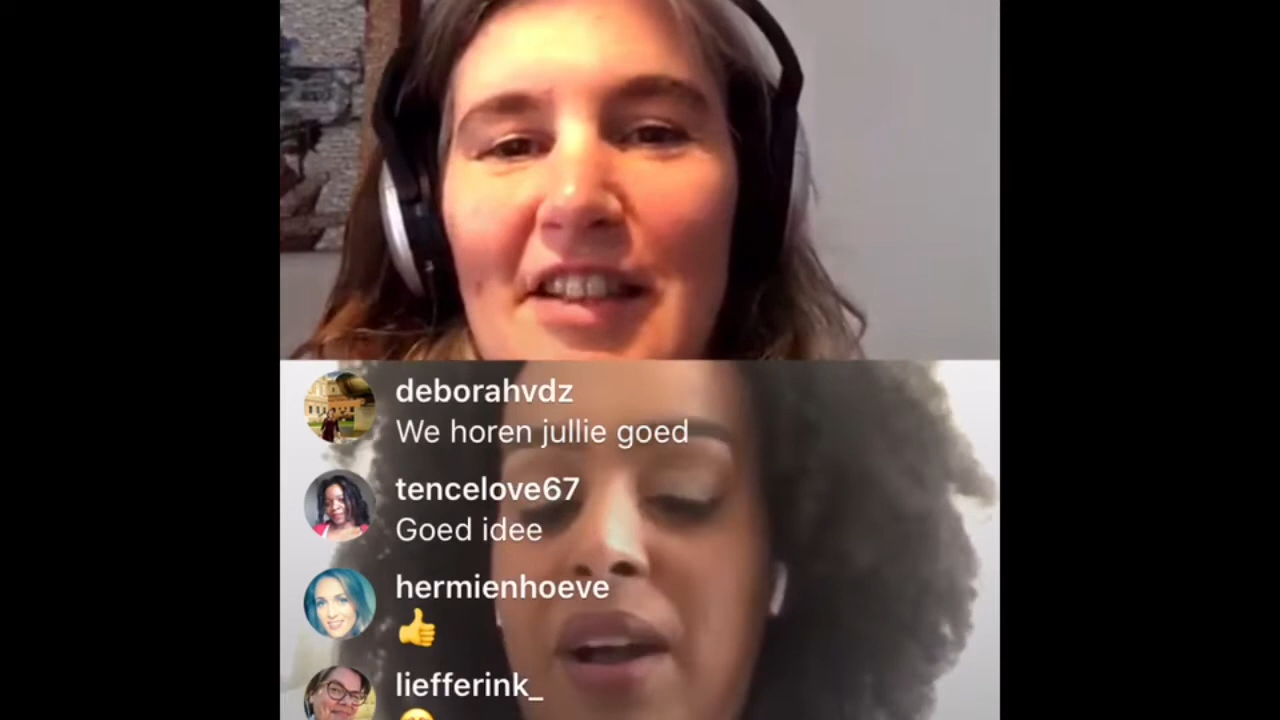 deborahvdz
We horen jullie goed
tencelove67
Goed idee
hermienhoeve
👍
liefferink_